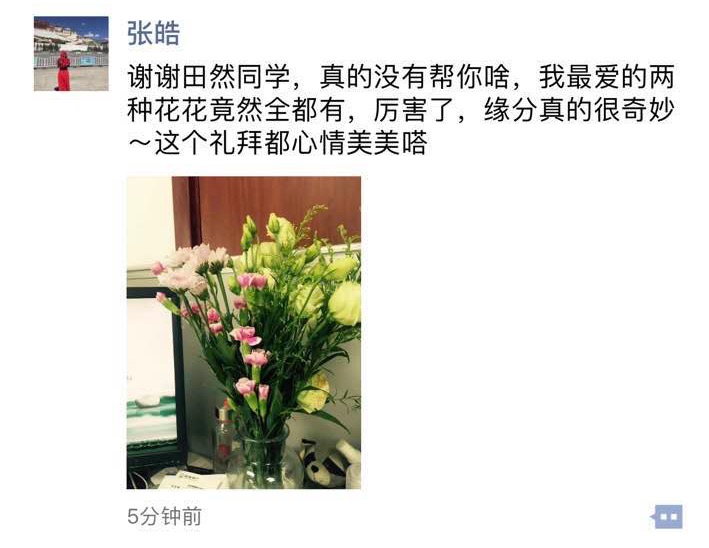 张皓
谢谢田然同学，真的没有帮你啥，我最爱的两
种花花竟然全都有，厉害了，缘分真的很奇妙
～这个礼拜都心情美美嗒
5分钟前